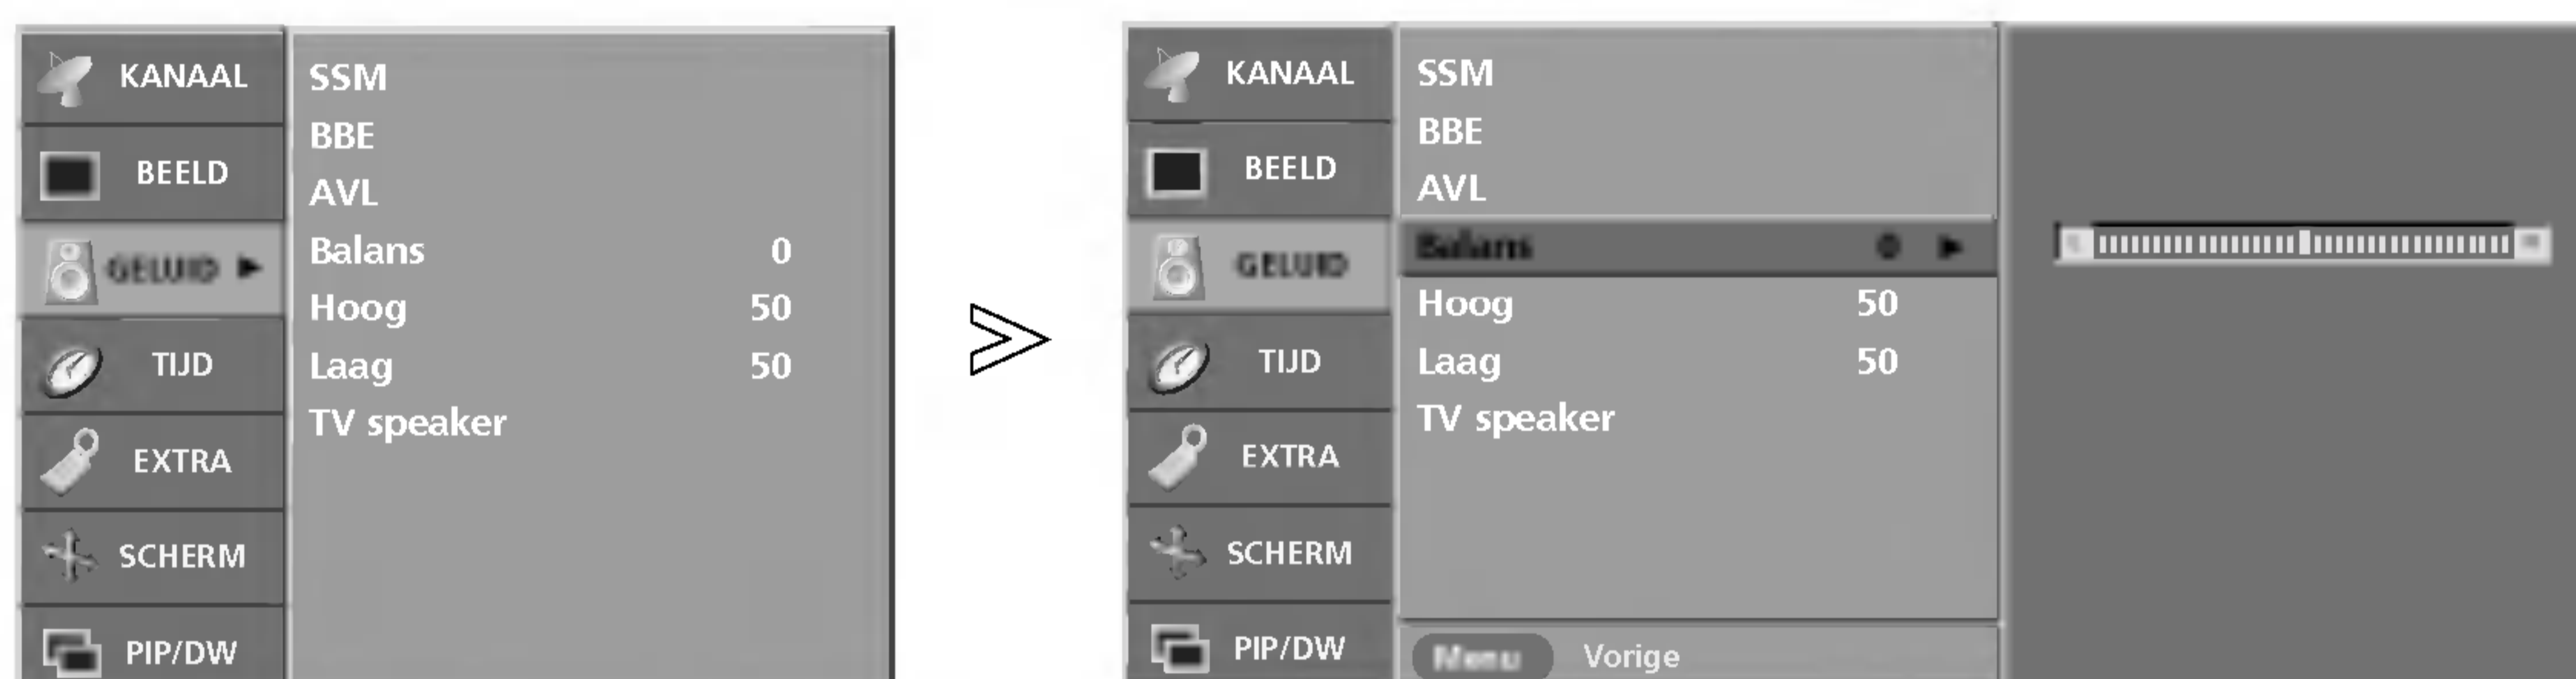 KANAAL
BEELD
GELUID
TIJD
EXTRA
SCHERM
PIP/DW
SSM
BBE
AVL
Balans 0
Hoog 50
Laag 50
TV speaker
KANAAL
BEELD
GELUID
TIJD
EXTRA
SCHERM
PIP/DW
SSM
BBE
AVL
Balans 0
Hoog 50
Laag 50
TV speaker
Menu Vorige